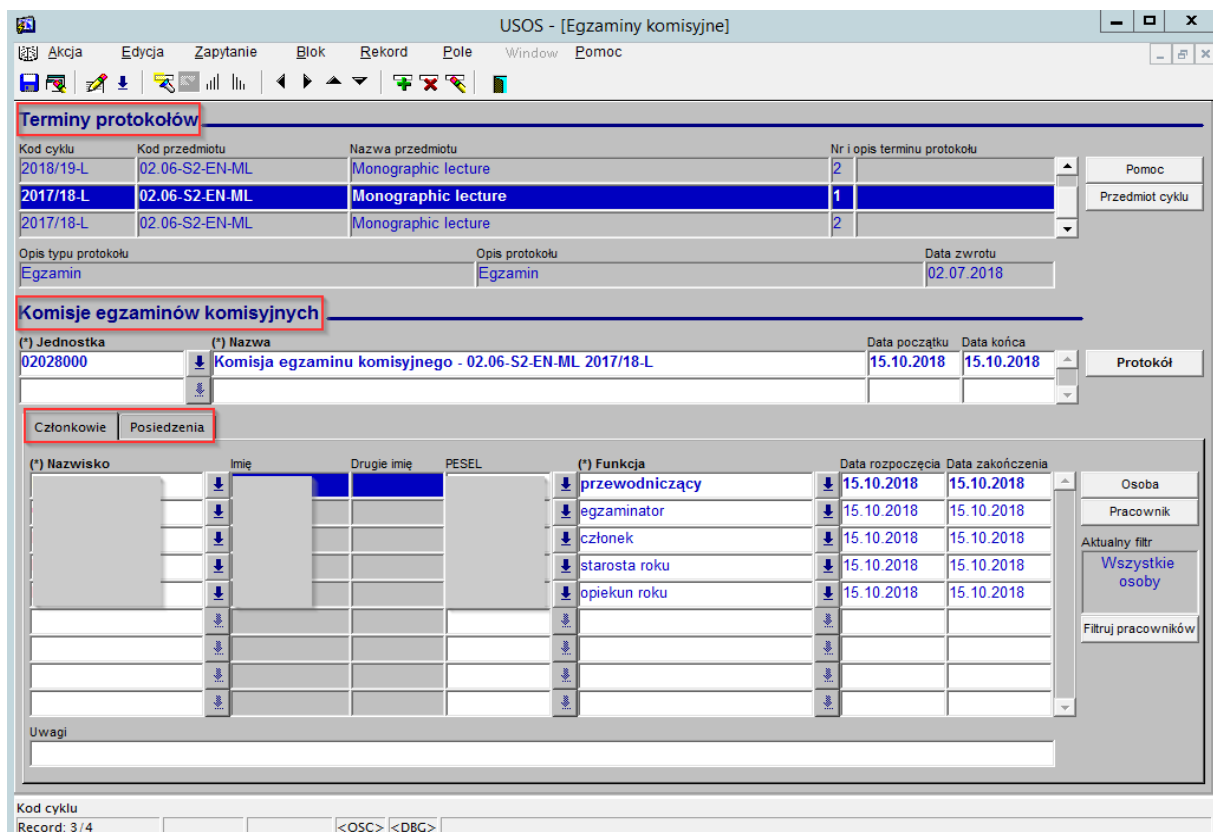 USOS - [Egzaminy komisyjne]
Akcja Edycja Zapytanie Blok Rekord Pole Window Pomoc
Terminy protokołów
Kod cyklu Kod przedmiotu Nazwa przedmiotu Nr i opis terminu protokołu
2018/19-L 02.06-S2-EN-ML Monographic lecture 2 Pomoc
2017/18-L 02.06-S2-EN-ML Monographic lecture 1 Przedmiot cyklu
2017/18-L 02.06-S2-EN-ML Monographic lecture 2
Opis typu protokołu Opis protokołu Data zwrotu
Egzamin Egzamin 02.07.2018
Komisje egzaminów komisyjnych
(*) Jednostka (*) Nazwa Data początku Data końca
02028000 Komisja egzaminu komisyjnego - 02.06-S2-EN-ML 2017/18-L 15.10.2018 15.10.2018 Protokół
Członkowie Posiedzenia
(*) Nazwisko Imię Drugie imię PESEL (*) Funkcja Data rozpoczęcia Data zakończenia
przewodniczący 15.10.2018 15.10.2018 Osoba
egzaminator 15.10.2018 15.10.2018 Pracownik
członek 15.10.2018 15.10.2018 Aktualny filtr
starosta roku 15.10.2018 15.10.2018 Wszystkie
opiekun roku 15.10.2018 15.10.2018 osoby
Filtruj pracowników
Uwagi
Kod cyklu
Record: 3/4 <OSC> <DBG>